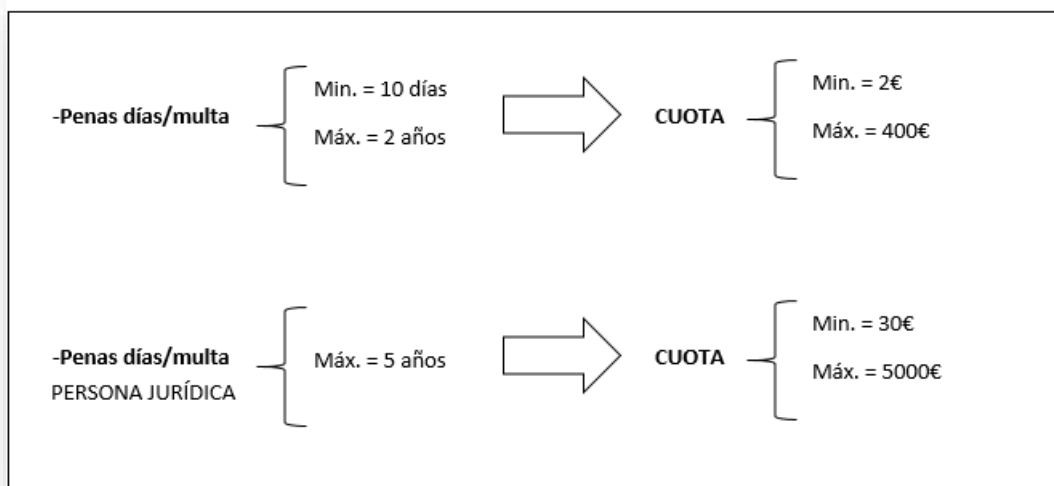 -Penas días/multa
Min. = 10 días
Máx. = 2 años
CUOTA
Min. = 2€
Máx. = 400€
-Penas días/multa
PERSONA JURÍDICA
Máx. = 5 años
CUOTA
Min. = 30€
Máx. = 5000€